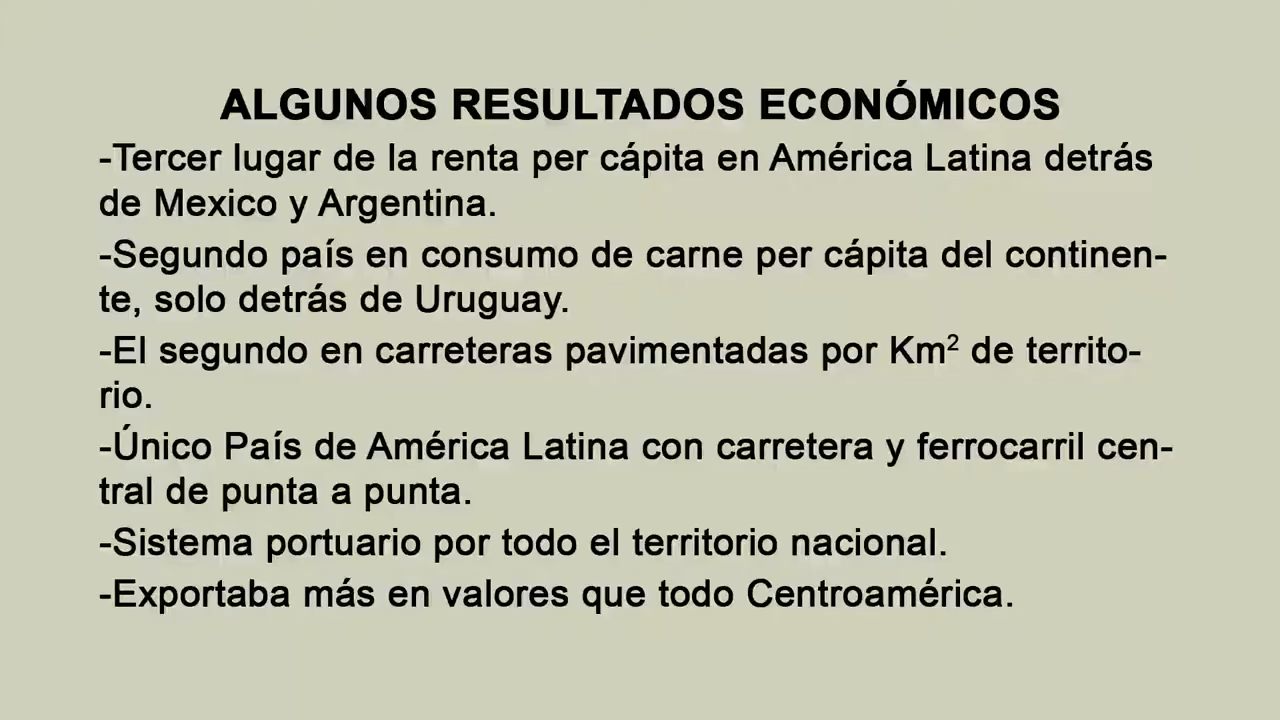 ALGUNOS RESULTADOS ECONÓMICOS
-Tercer lugar de la renta per cápita en América Latina detrás
de Mexico y Argentina.
-Segundo país en consumo de carne per cápita del continen-
te, solo detrás de Uruguay.
-El segundo en carreteras pavimentadas por Km² de territo-
rio.
-Único País de América Latina con carretera y ferrocarril cen-
tral de punta a punta.
-Sistema portuario por todo el territorio nacional.
-Exportaba más en valores que todo Centroamérica.